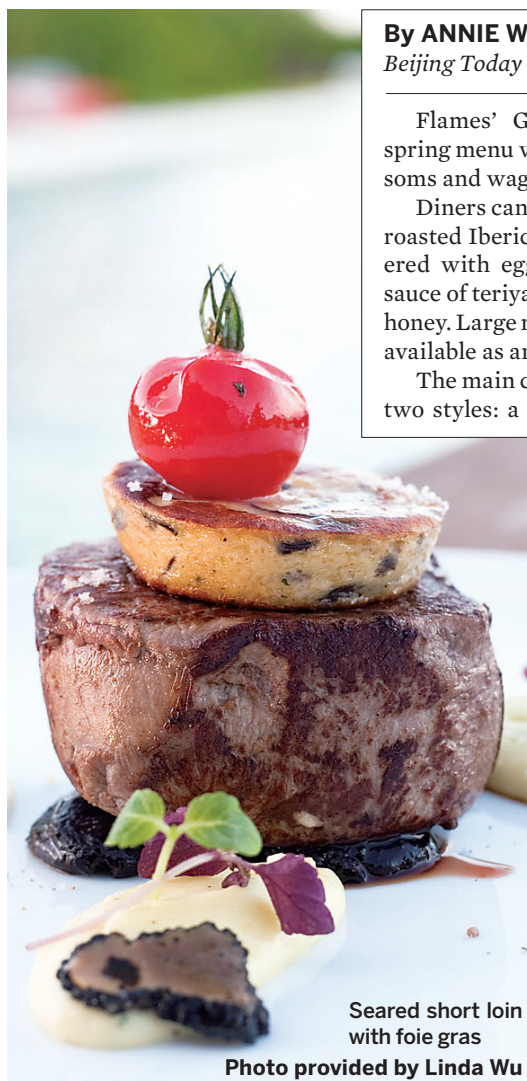 By ANNIE W
Beijing Today
Flames' G
spring menu v
soms and wag
Diners can
roasted Iberic
ered with egg
sauce of teriya
honey. Large r
available as an
The main c
two styles: a
Seared short loin
with foie gras
Photo provided by Linda Wu